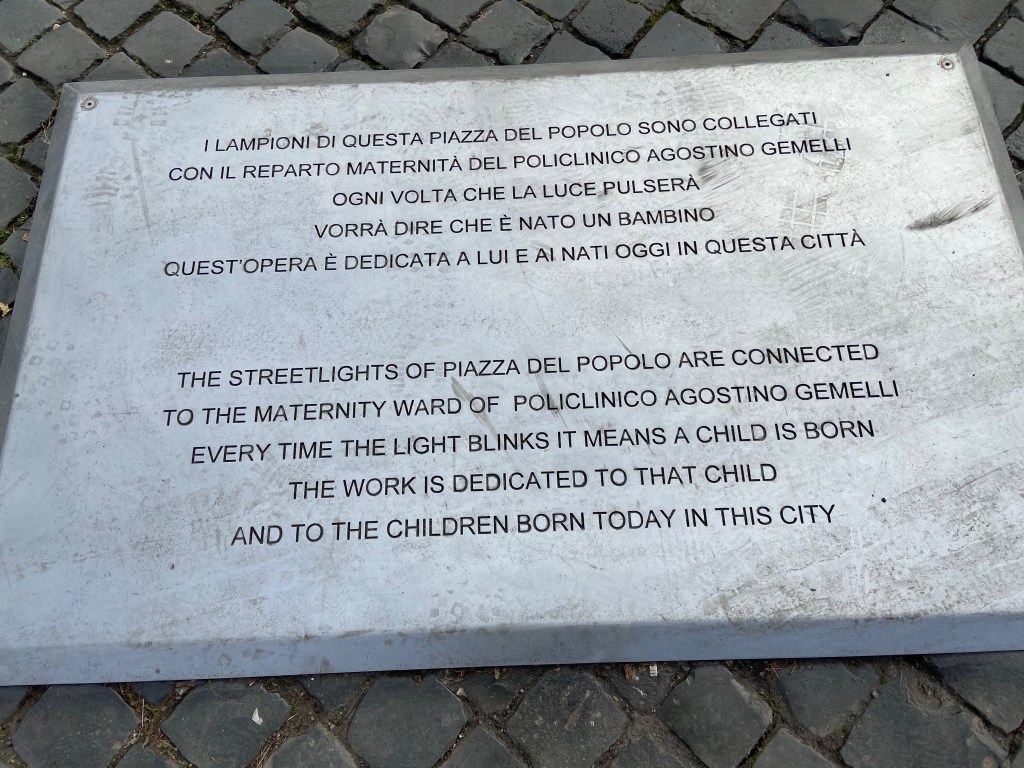 I LAMPIONI DI QUESTA PIAZZA DEL POPOLO SONO COLLEGATI
CON IL REPARTO MATERNITÀ DEL POLICLINICO AGOSTINO GEMELLI
OGNI VOLTA CHE LA LUCE PULSERÀ
VORRÀ DIRE CHE È NATO UN BAMBINO
QUEST'OPERA È DEDICATA A LUI E AI NATI OGGI IN QUESTA CITTÀ
THE STREETLIGHTS OF PIAZZA DEL POPOLO ARE CONNECTED
TO THE MATERNITY WARD OF POLICLINICO AGOSTINO GEMELLI
EVERY TIME THE LIGHT BLINKS IT MEANS A CHILD IS BORN
THE WORK IS DEDICATED TO THAT CHILD
AND TO THE CHILDREN BORN TODAY IN THIS CITY